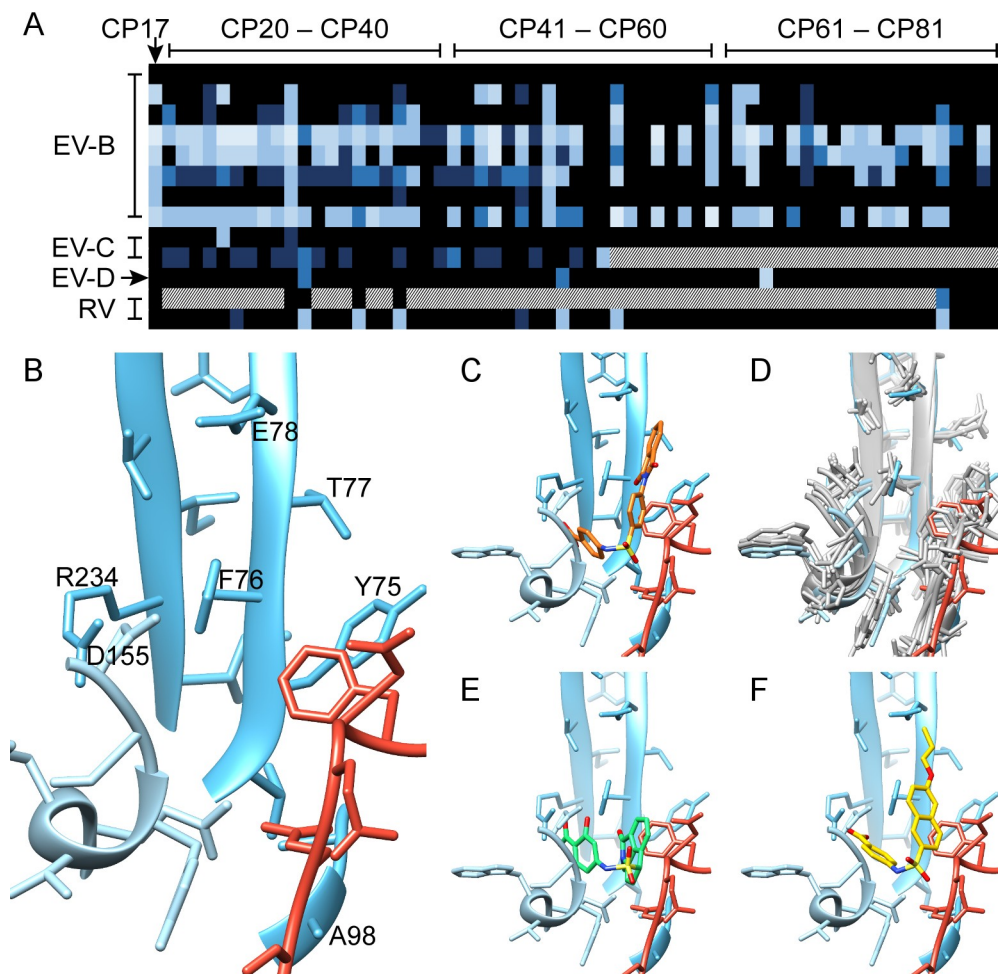 A
CP17
CP20 – CP40
CP41 – CP60
CP61 – CP81
EV-B
EV-C
EV-D
RV
B
E78
T77
R234
F76
Y75
D155
A98
C
D
E
F